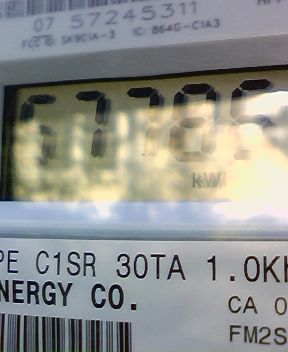 07 57245311
FCC ID: SK9C1A-3 IC: 864G-C1A3
kWh
PE C1SR 30TA 1.0Kh
NERGY CO.
CA 0
FM2S